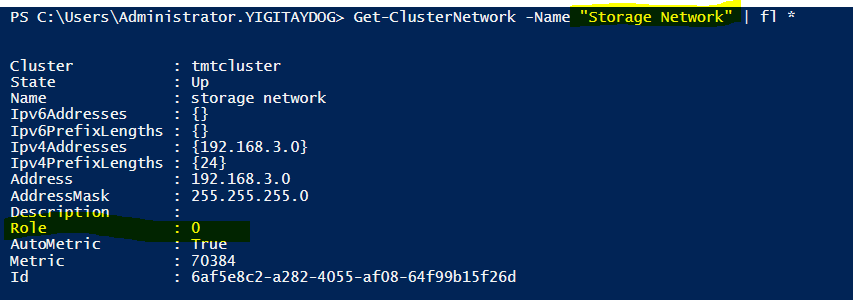 PS C:\Users\Administrator.YIGITAYDOG> Get-ClusterNetwork -Name "Storage Network" | fl *
Cluster : tmtcluster
State : Up
Name : storage network
Ipv6Addresses : {}
Ipv6PrefixLengths : {}
Ipv4Addresses : {192.168.3.0}
Ipv4PrefixLengths : {24}
Address : 192.168.3.0
AddressMask : 255.255.255.0
Description :
Role : 0
AutoMetric : True
Metric : 70384
Id : 6af5e8c2-a282-4055-af08-64f99b15f26d